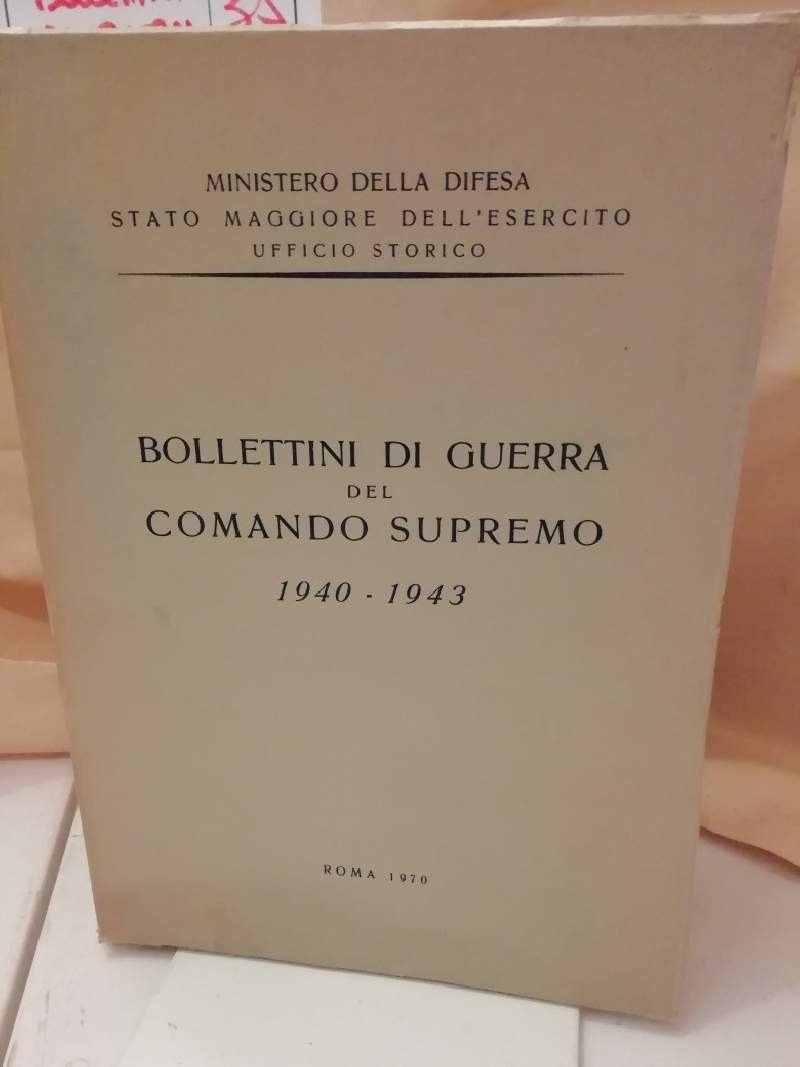 MINISTERO DELLA DIFESA
STATO MAGGIORE DELL'ESERCITO
UFFICIO STORICO
BOLLETTINI DI GUERRA
DEL
COMANDO SUPREMO
1940 - 1943
ROMA 1970